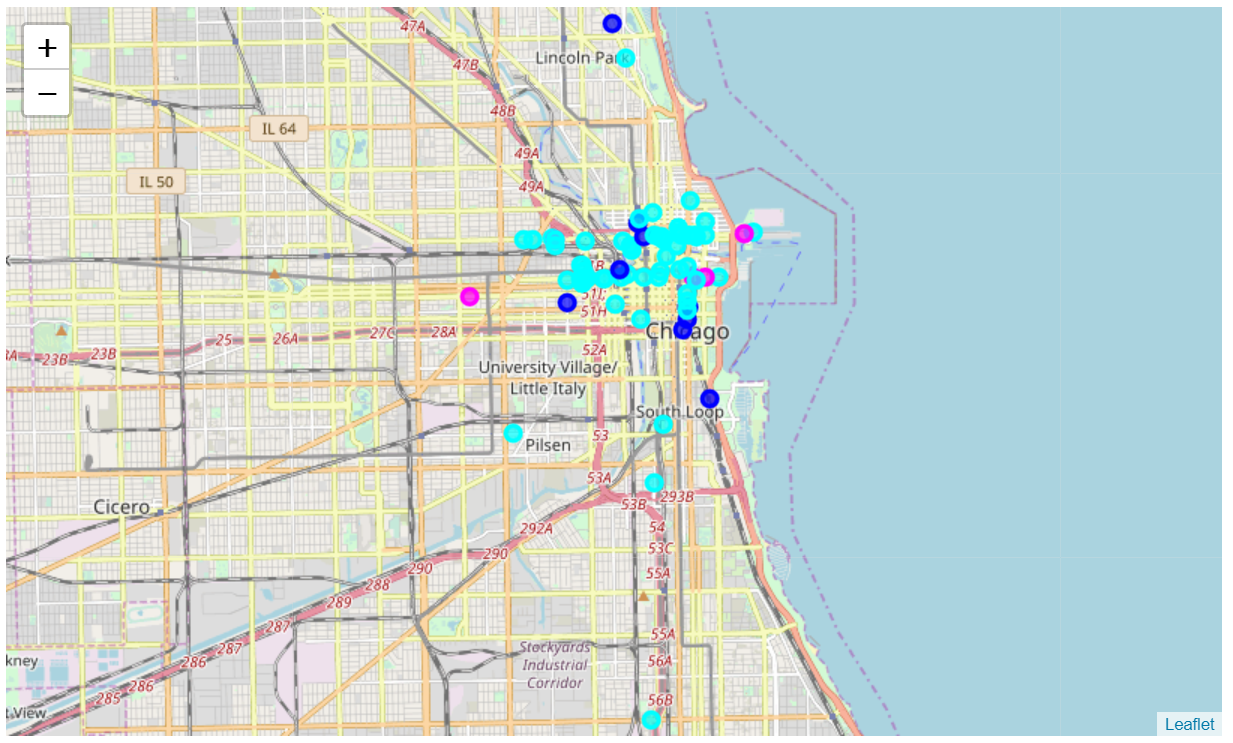 47A
+
Lincoln Park
47B
−
48B
IL 64
49A
IL 50
49A
51H
Chicago
25
26A
27C
28A
23B
23B
52A
University Village/
Little Italy
South Loop
53
Pilsen
53A
Cicero
293B
53B
292A
54
53C
290
290
55A
288
289
287
55A
287
Stockyards
Industrial
Corridor
286
kney
56A
286
285
56B
t View
Leaflet